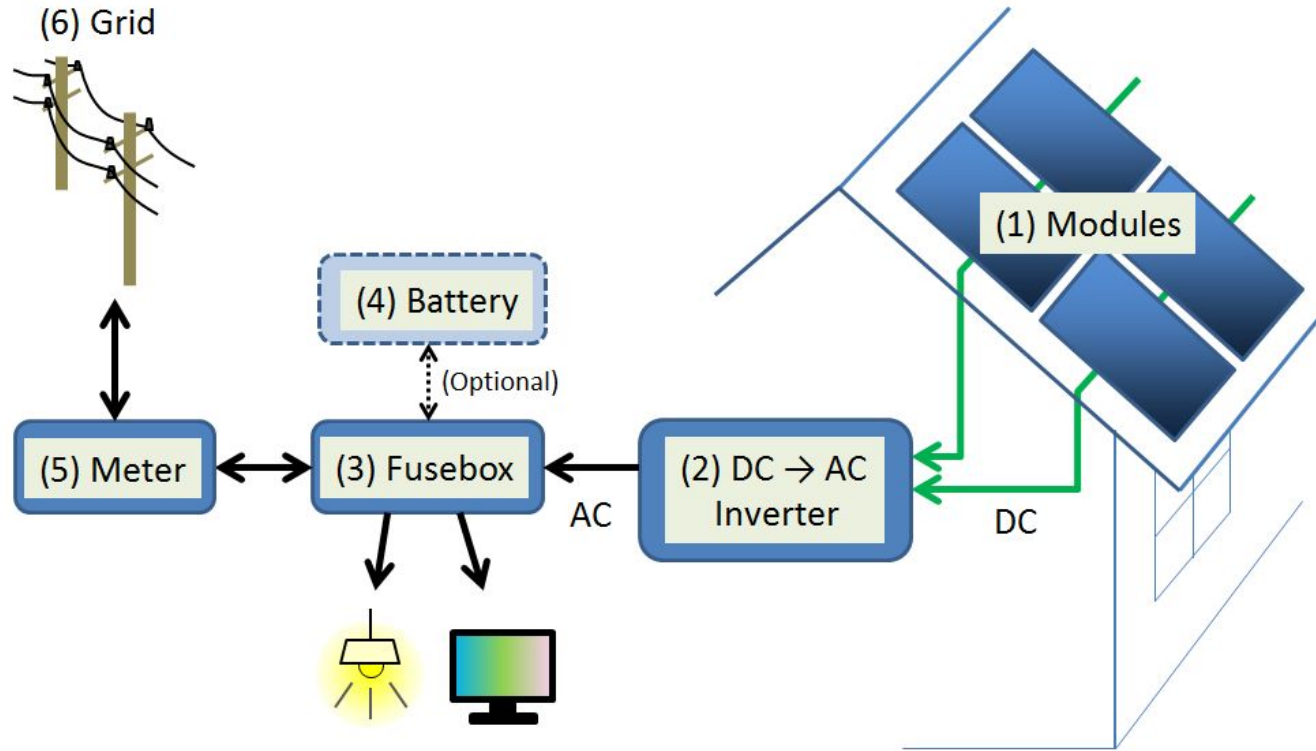 (6) Grid
(1) Modules
(4) Battery
(Optional)
(5) Meter
(3) Fusebox
(2) DC → AC
Inverter
AC
DC